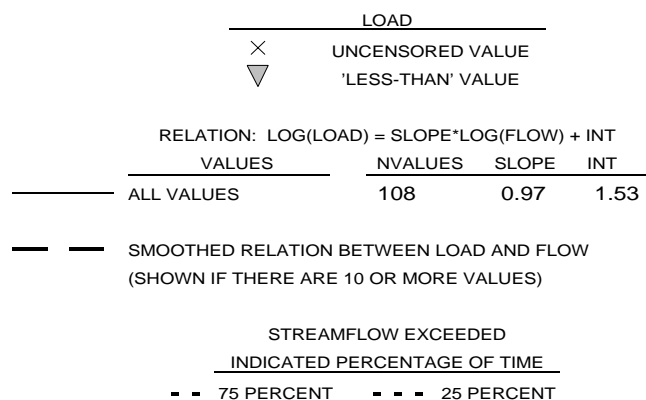 LOAD
UNCENSORED VALUE
'LESS-THAN' VALUE
RELATION: LOG(LOAD) = SLOPE*LOG(FLOW) + INT
VALUES NVALUES SLOPE INT
ALL VALUES 108 0.97 1.53
SMOOTHED RELATION BETWEEN LOAD AND FLOW
(SHOWN IF THERE ARE 10 OR MORE VALUES)
STREAMFLOW EXCEEDED
INDICATED PERCENTAGE OF TIME
75 PERCENT 25 PERCENT